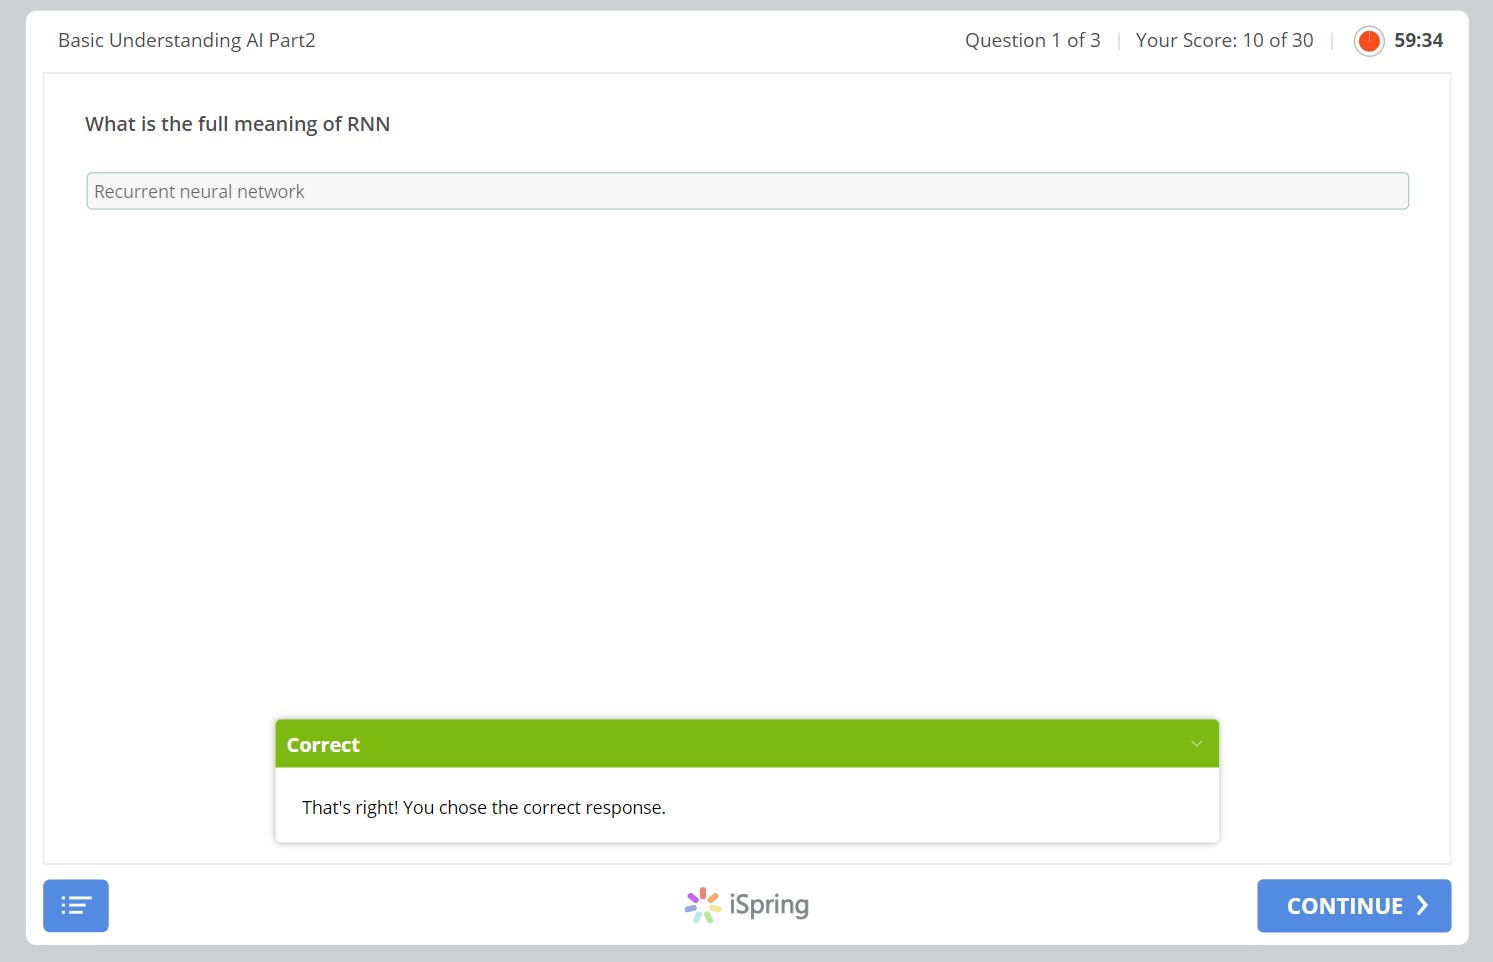 Basic Understanding AI Part2
Question 1 of 3 | Your Score: 10 of 30 | 59:34
What is the full meaning of RNN
Recurrent neural network
Correct
That's right! You chose the correct response.
iSpring
CONTINUE